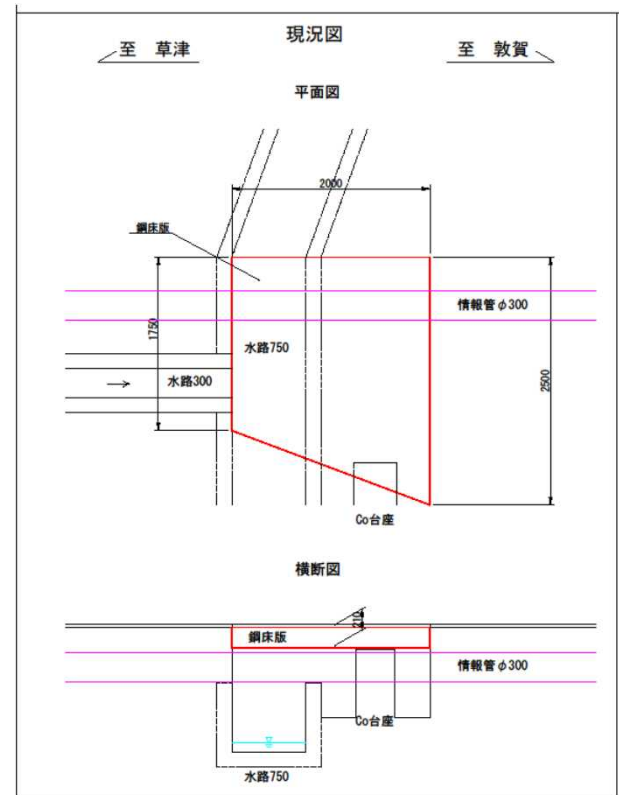 現況図
至 草津
至 敦賀
平面図
2000
鋼床版
情報管φ300
1750
水路750
水路300
2500
Co台座
横断図
210
鋼床版
情報管φ300
Co台座
水路750